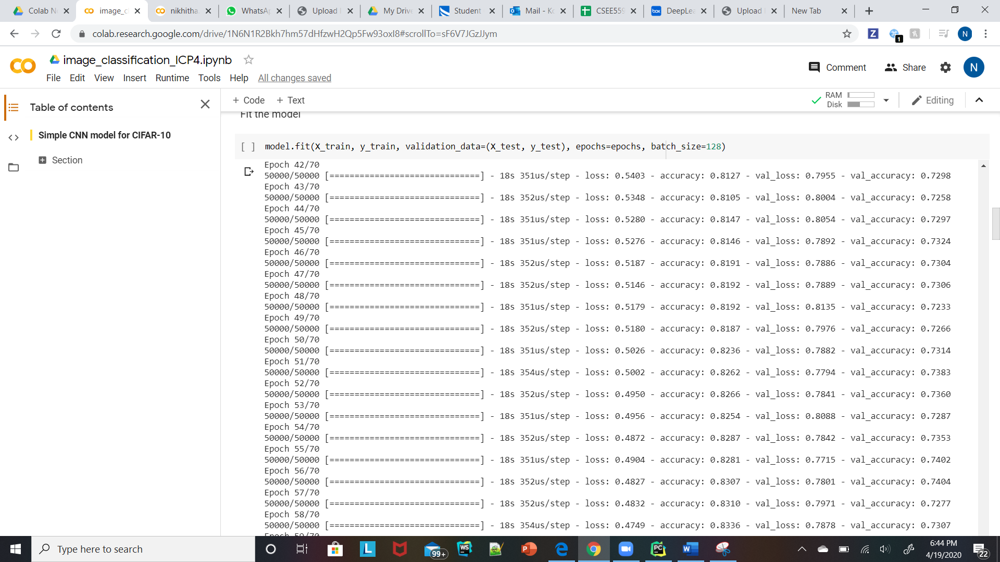 Colab N
image_c
nikhitha.
WhatsAp
Upload
My Drive
Student
Mail - Ko
CSEE559
DeepLea
Upload
New Tab
colab.research.google.com/drive/1N6N1R2Bkh7hm57dHfzwH2Qp5Fw93oxI8#scrollTo=sF6V7JGzJJym
Z
1
h
N
CO
image_classification_ICP4.ipynb
Comment
Share
N
File Edit View Insert Runtime Tools Help All changes saved
Table of contents
+ Code + Text
RAM
Disk
Editing
Fit the model
Simple CNN model for CIFAR-10
Section
[ ] model.fit(X_train, y_train, validation_data=(X_test, y_test), epochs=epochs, batch_size=128)
Epoch 42/70
50000/50000 [==============================] - 18s 351us/step - loss: 0.5403 - accuracy: 0.8127 - val_loss: 0.7955 - val_accuracy: 0.7298
Epoch 43/70
50000/50000 [==============================] - 18s 352us/step - loss: 0.5348 - accuracy: 0.8105 - val_loss: 0.8004 - val_accuracy: 0.7258
Epoch 44/70
50000/50000 [==============================] - 18s 351us/step - loss: 0.5280 - accuracy: 0.8147 - val_loss: 0.8054 - val_accuracy: 0.7297
Epoch 45/70
50000/50000 [==============================] - 18s 351us/step - loss: 0.5276 - accuracy: 0.8146 - val_loss: 0.7892 - val_accuracy: 0.7324
Epoch 46/70
50000/50000 [==============================] - 18s 352us/step - loss: 0.5187 - accuracy: 0.8191 - val_loss: 0.7886 - val_accuracy: 0.7304
Epoch 47/70
50000/50000 [==============================] - 18s 352us/step - loss: 0.5146 - accuracy: 0.8192 - val_loss: 0.7889 - val_accuracy: 0.7306
Epoch 48/70
50000/50000 [==============================] - 18s 351us/step - loss: 0.5179 - accuracy: 0.8192 - val_loss: 0.8135 - val_accuracy: 0.7233
Epoch 49/70
50000/50000 [==============================] - 18s 352us/step - loss: 0.5180 - accuracy: 0.8187 - val_loss: 0.7976 - val_accuracy: 0.7266
Epoch 50/70
50000/50000 [==============================] - 18s 351us/step - loss: 0.5026 - accuracy: 0.8236 - val_loss: 0.7882 - val_accuracy: 0.7314
Epoch 51/70
50000/50000 [==============================] - 18s 354us/step - loss: 0.5002 - accuracy: 0.8262 - val_loss: 0.7794 - val_accuracy: 0.7383
Epoch 52/70
50000/50000 [==============================] - 18s 352us/step - loss: 0.4950 - accuracy: 0.8266 - val_loss: 0.7841 - val_accuracy: 0.7360
Epoch 53/70
50000/50000 [==============================] - 18s 351us/step - loss: 0.4956 - accuracy: 0.8254 - val_loss: 0.8088 - val_accuracy: 0.7287
Epoch 54/70
50000/50000 [==============================] - 18s 352us/step - loss: 0.4872 - accuracy: 0.8287 - val_loss: 0.7842 - val_accuracy: 0.7353
Epoch 55/70
50000/50000 [==============================] - 18s 351us/step - loss: 0.4904 - accuracy: 0.8281 - val_loss: 0.7715 - val_accuracy: 0.7402
Epoch 56/70
50000/50000 [==============================] - 18s 352us/step - loss: 0.4827 - accuracy: 0.8307 - val_loss: 0.7801 - val_accuracy: 0.7404
Epoch 57/70
50000/50000 [==============================] - 18s 352us/step - loss: 0.4832 - accuracy: 0.8310 - val_loss: 0.7971 - val_accuracy: 0.7277
Epoch 58/70
50000/50000 [==============================] - 18s 354us/step - loss: 0.4749 - accuracy: 0.8336 - val_loss: 0.7878 - val_accuracy: 0.7307
Epoch 59/70
Type here to search
99+
6:44 PM
4/19/2020
22